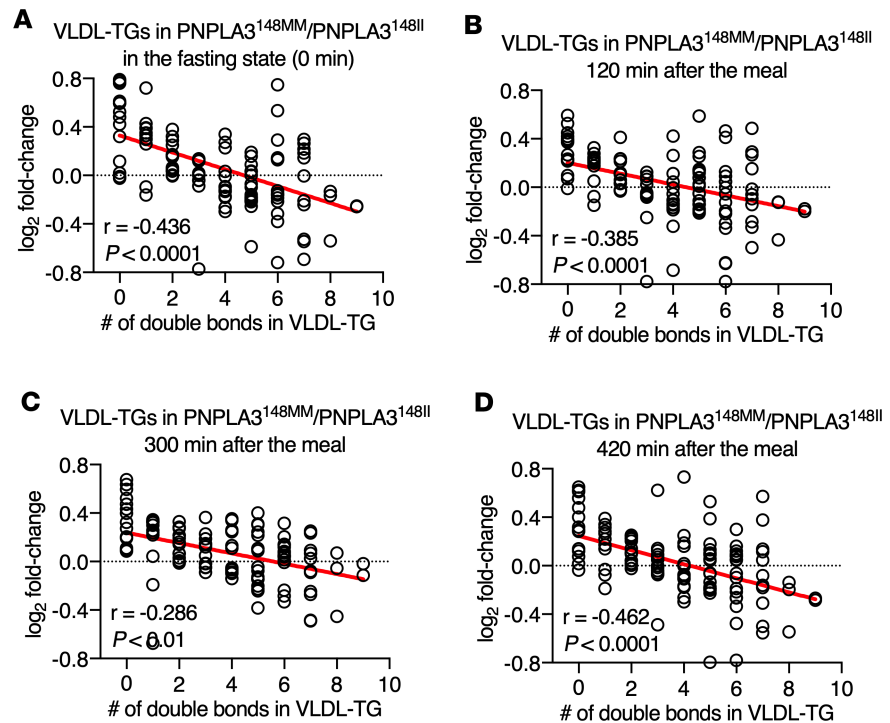 A
VLDL-TGs in PNPLA3148MM/PNPLA3148II
in the fasting state (0 min)
log2 fold-change
0.8
0.4
0.0
-0.4
-0.8
r = -0.436
P < 0.0001
0 2 4 6 8 10
# of double bonds in VLDL-TG
B
VLDL-TGs in PNPLA3148MM/PNPLA3148II
120 min after the meal
log2 fold-change
0.8
0.4
0.0
-0.4
-0.8
r = -0.385
P < 0.0001
0 2 4 6 8 10
# of double bonds in VLDL-TG
C
VLDL-TGs in PNPLA3148MM/PNPLA3148II
300 min after the meal
log2 fold-change
0.8
0.4
0.0
-0.4
-0.8
r = -0.286
P < 0.01
0 2 4 6 8 10
# of double bonds in VLDL-TG
D
VLDL-TGs in PNPLA3148MM/PNPLA3148II
420 min after the meal
log2 fold-change
0.8
0.4
0.0
-0.4
-0.8
r = -0.462
P < 0.0001
0 2 4 6 8 10
# of double bonds in VLDL-TG